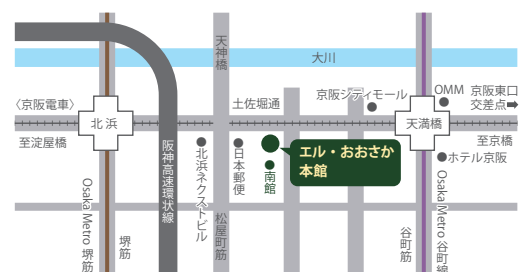 天神橋
大川
〈京阪電車〉
北浜
至淀屋橋
土佐堀通
京阪シティモール
OMM
京阪東口
交差点
天満橋
至京橋
ホテル京阪
阪神高速環状線
北浜ネクストビル
日本郵便
南館
エル・おおさか
本館
松屋町筋
Osaka Metro 堺筋
堺筋
谷町筋
Osaka Metro 谷町線